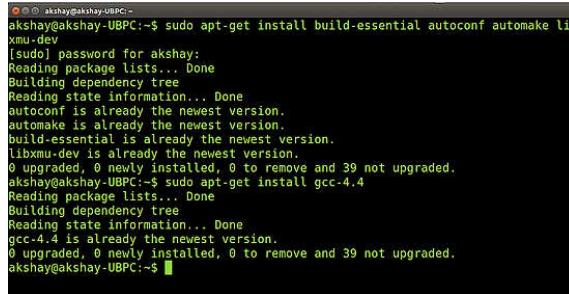 akshay@akshay-UBPC: ~
akshay@akshay-UBPC:~$ sudo apt-get install build-essential autoconf automake li
xmu-dev
[sudo] password for akshay:
Reading package lists... Done
Building dependency tree
Reading state information... Done
autoconf is already the newest version.
automake is already the newest version.
build-essential is already the newest version.
libxmu-dev is already the newest version.
0 upgraded, 0 newly installed, 0 to remove and 39 not upgraded.
akshay@akshay-UBPC:~$ sudo apt-get install gcc-4.4
Reading package lists... Done
Building dependency tree
Reading state information... Done
gcc-4.4 is already the newest version.
0 upgraded, 0 newly installed, 0 to remove and 39 not upgraded.
akshay@akshay-UBPC:~$